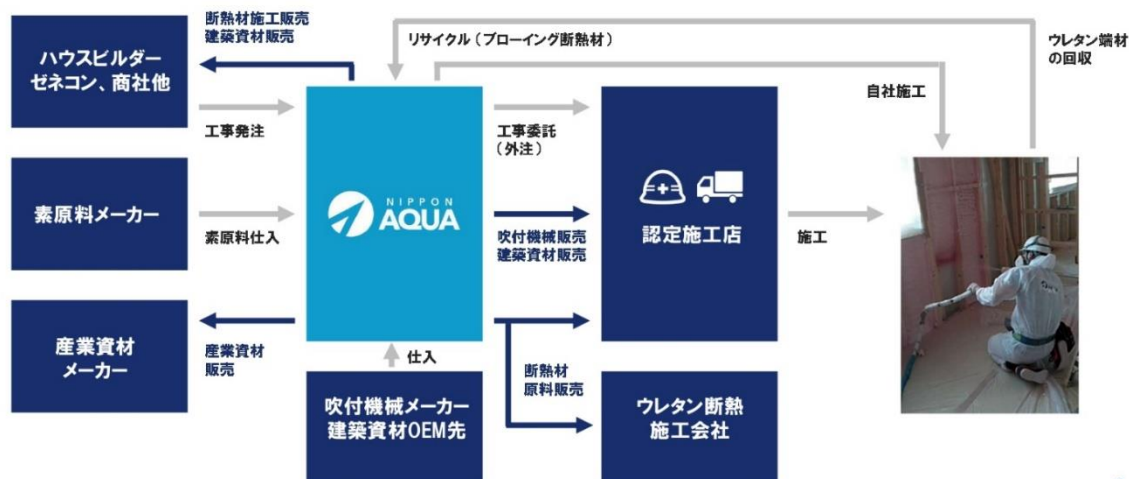 断熱材施工販売
建築資材販売
リサイクル（ブローイング断熱材）
ウレタン端材
の回収
ハウスビルダー
ゼネコン、商社他
工事発注
工事委託
（外注）
自社施工
素原料メーカー
素原料仕入
NIPPON
AQUA
吹付機械販売
建築資材販売
認定施工店
施工
産業資材
メーカー
産業資材
販売
仕入
断熱材
原料販売
吹付機械メーカー
建築資材OEM先
ウレタン断熱
施工会社